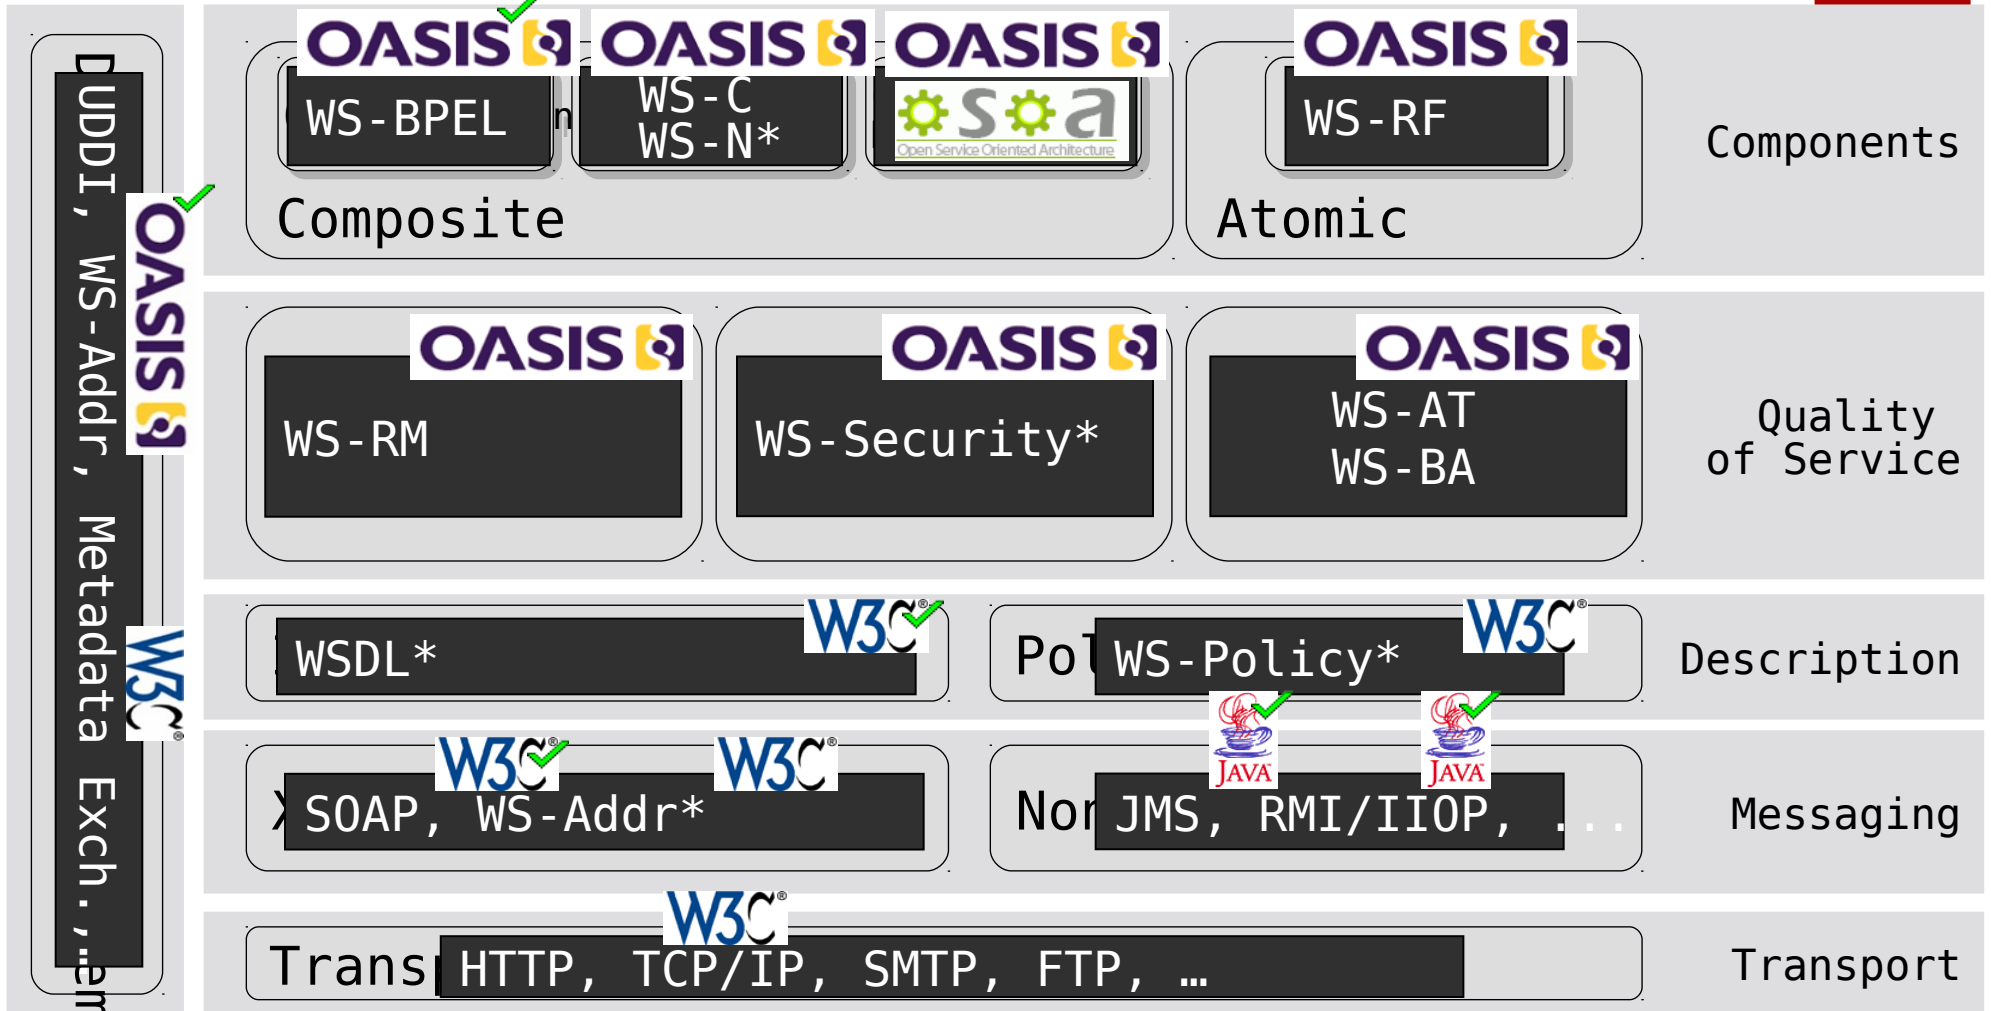 UDDI, WS-Addr, Metadata Exch.,…
OASIS
W3C®
OASIS
OASIS
OASIS
OASIS
WS-BPEL
WS-C
WS-N*
soa
Open Service Oriented Architecture
WS-RF
Components
Composite
Atomic
OASIS
OASIS
OASIS
WS-RM
WS-Security*
WS-AT
WS-BA
Quality
of Service
W3C®
W3C®
WSDL*
Pol
WS-Policy*
Description
W3C®
W3C®
JAVA
JAVA
SOAP, WS-Addr*
JMS, RMI/IIOP, ...
Messaging
W3C®
Trans
HTTP, TCP/IP, SMTP, FTP, …
Transport